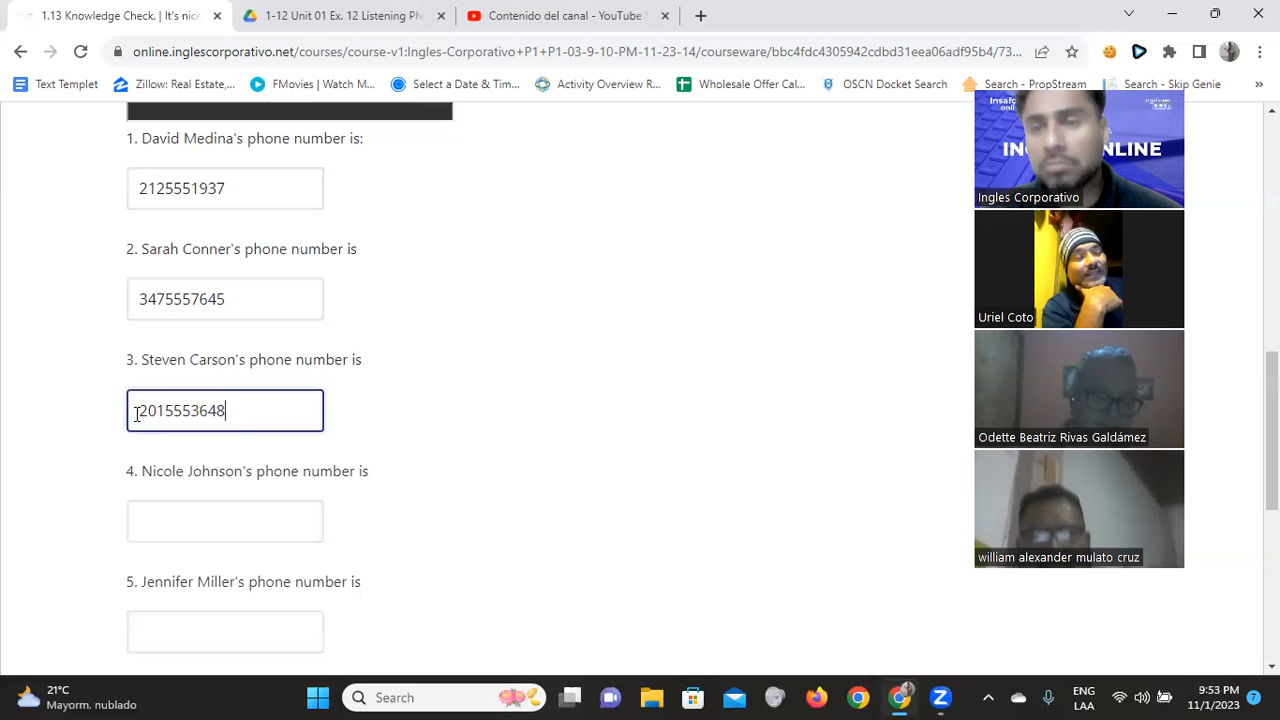 1.13 Knowledge Check. | It's nice
1-12 Unit 01 Ex. 12 Listening Ph
Contenido del canal - YouTube S
online.inglescorporativo.net/courses/course-v1:Ingles-Corporativo+P1+P1-03-9-10-PM-11-23-14/courseware/bbc4fdc4305942cdbd31eea06adf95b4/73...
Text Templet
Zillow: Real Estate,...
FMovies | Watch M...
Select a Date & Tim...
Activity Overview R...
Wholesale Offer Cal...
OSCN Docket Search
Search - PropStream
Search - Skip Genie
»
1. David Medina's phone number is:
2125551937
2. Sarah Conner's phone number is
3475557645
3. Steven Carson's phone number is
2015553648
4. Nicole Johnson's phone number is
5. Jennifer Miller's phone number is
Ingles Corporativo
Uriel Coto
Odette Beatriz Rivas Galdámez
william alexander mulato cruz
21°C
Mayorm. nublado
Search
ENG
LAA
9:53 PM
11/1/2023
7